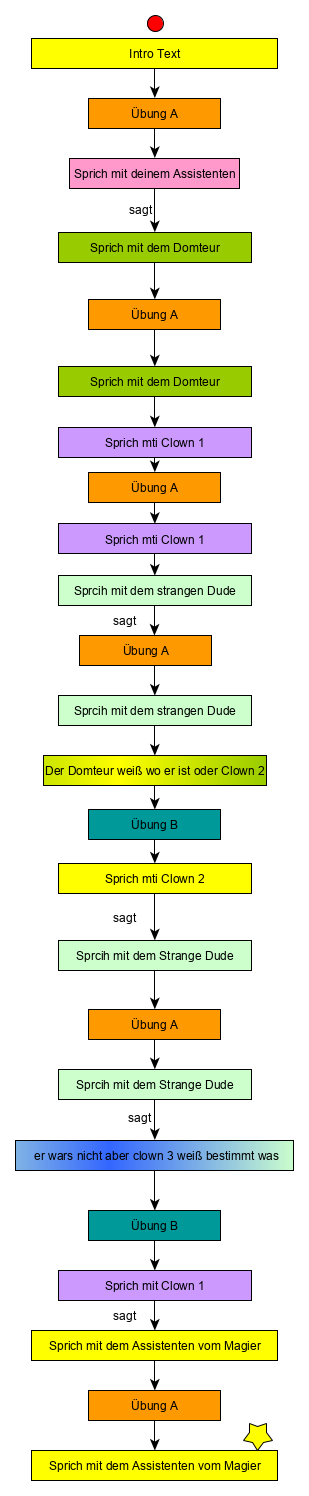 Intro Text
Übung A
Sprich mit deinem Assistenten
sagt
Sprich mit dem Domteur
Übung A
Sprich mit dem Domteur
Sprich mti Clown 1
Übung A
Sprich mti Clown 1
Sprcih mit dem strangen Dude
sagt
Übung A
Sprcih mit dem strangen Dude
Der Domteur weiß wo er ist oder Clown 2
Übung B
Sprich mti Clown 2
sagt
Sprcih mit dem Strange Dude
Übung A
Sprcih mit dem Strange Dude
sagt
er wars nicht aber clown 3 weiß bestimmt was
Übung B
Sprich mit Clown 1
sagt
Sprich mit dem Assistenten vom Magier
Übung A
Sprich mit dem Assistenten vom Magier